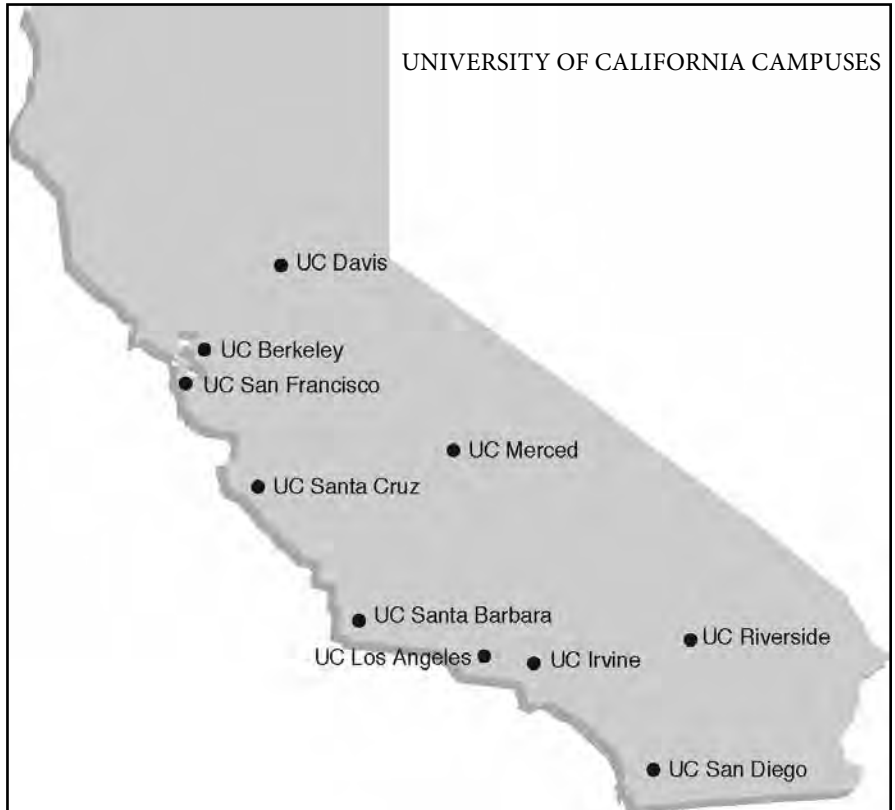 UNIVERSITY OF CALIFORNIA CAMPUSES
UC Davis
UC Berkeley
UC San Francisco
UC Merced
UC Santa Cruz
UC Santa Barbara
UC Riverside
UC Los Angeles
UC Irvine
UC San Diego